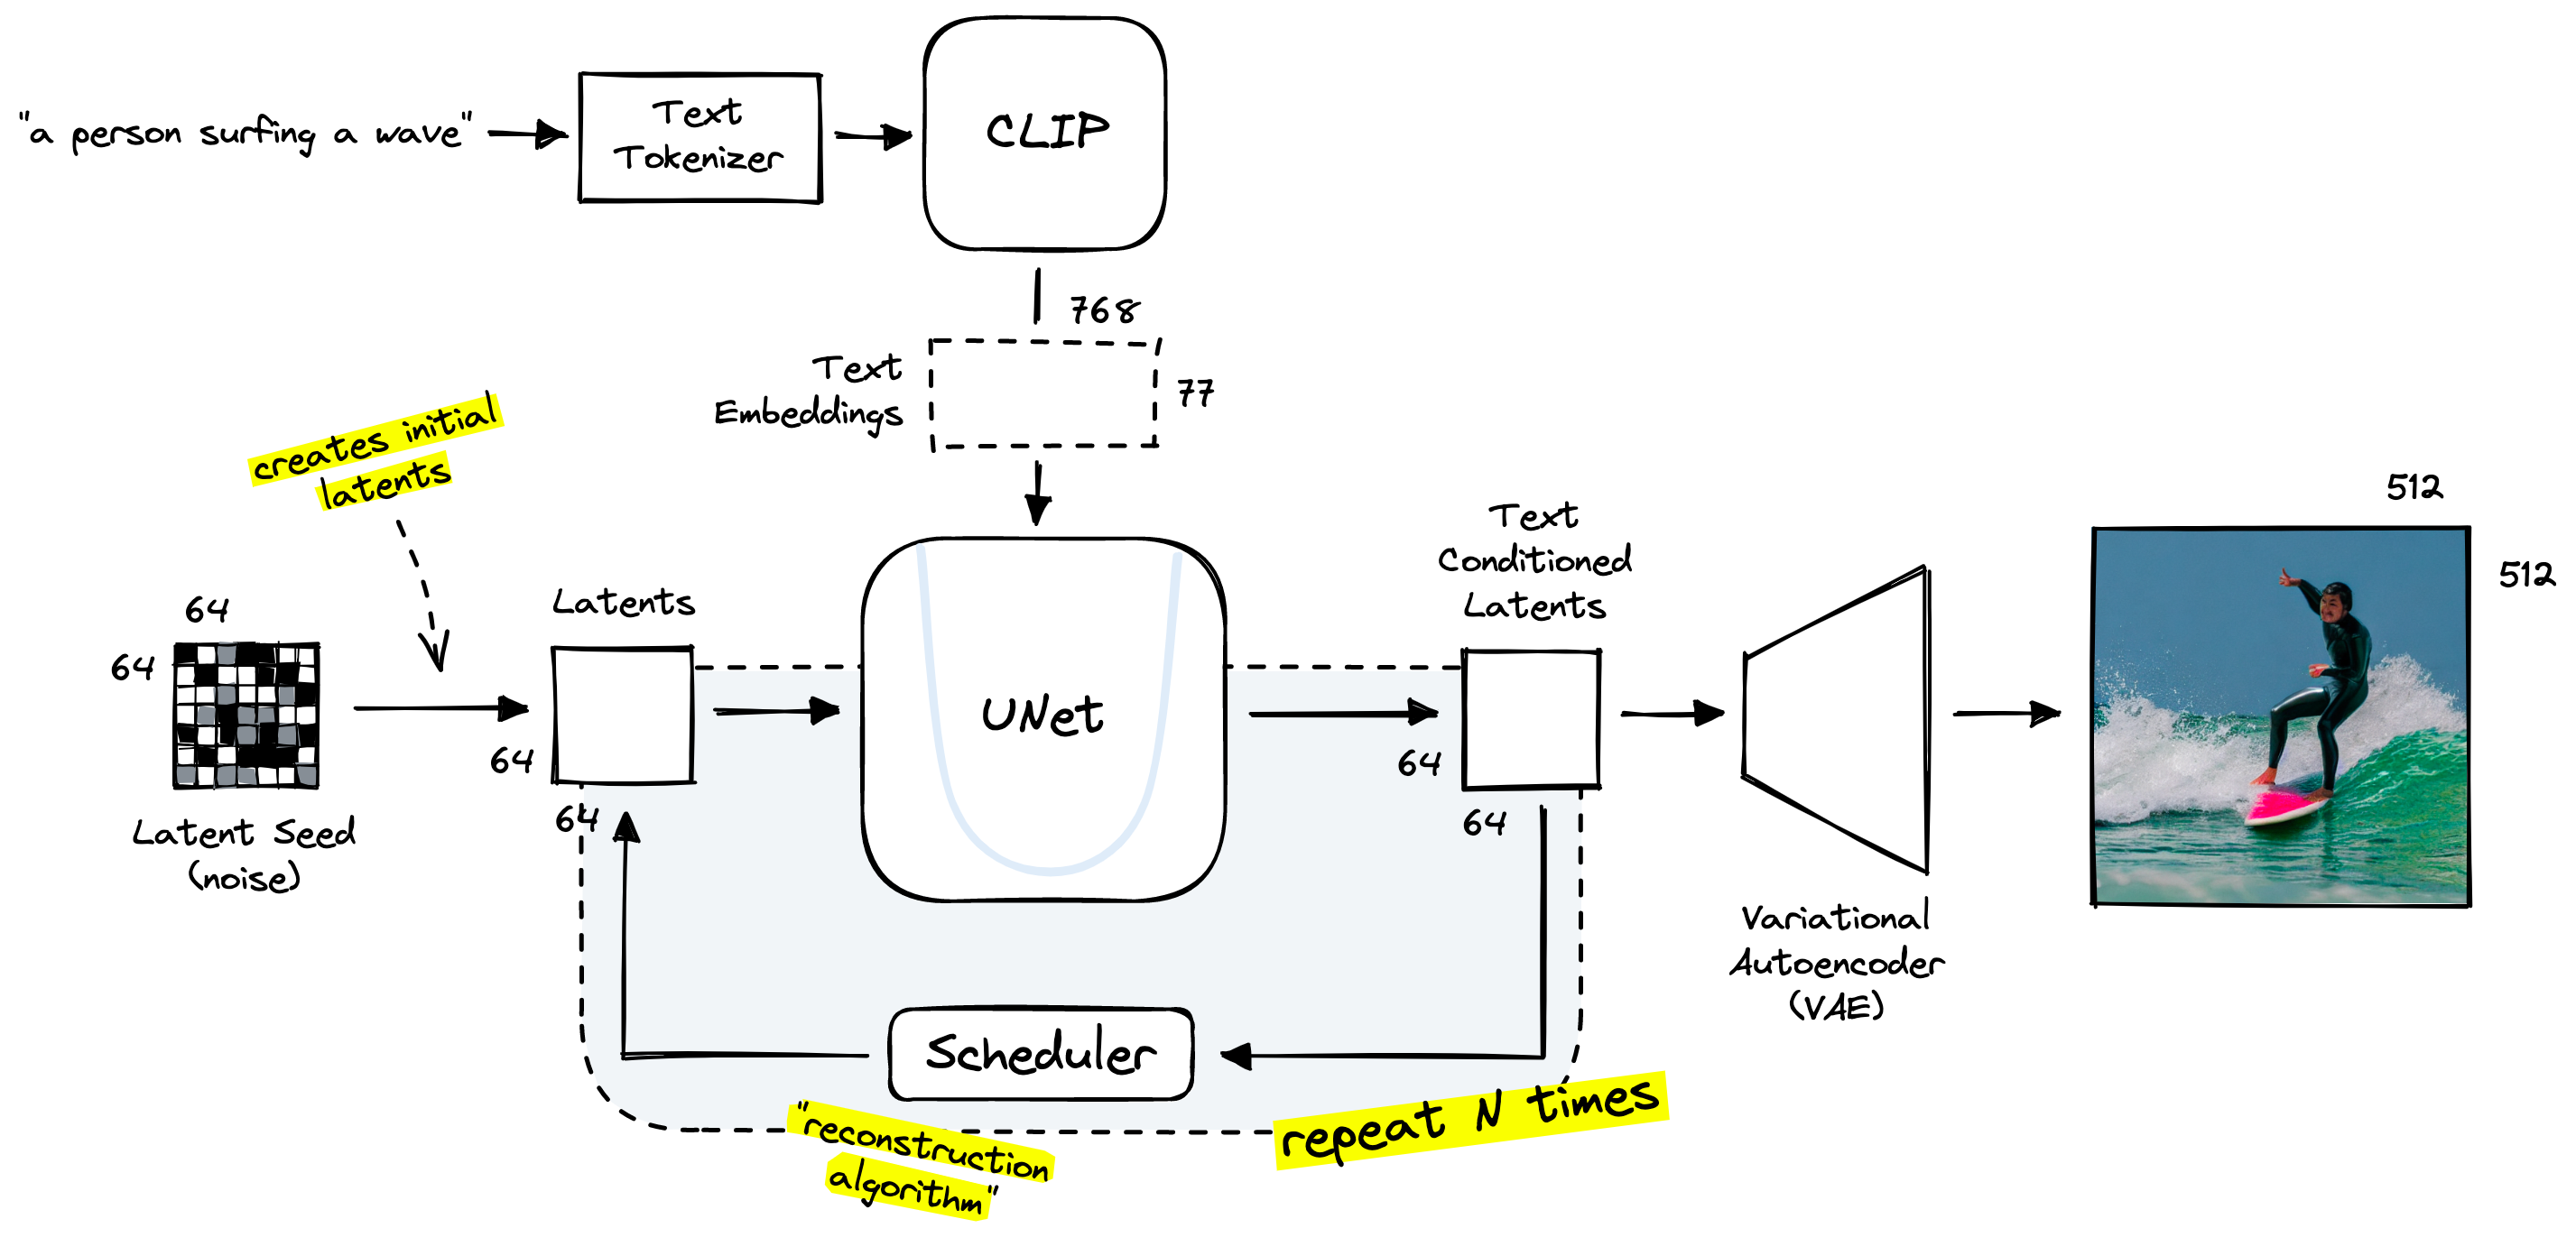 "a person surfing a wave"
Text
Tokenizer
CLIP
768
Text
Embeddings
77
creates initial
latents
64
64
Latent Seed
(noise)
Latents
64
64
UNet
Text
Conditioned
Latents
64
64
Variational
Autoencoder
(VAE)
512
512
Scheduler
"reconstruction
algorithm"
repeat N times